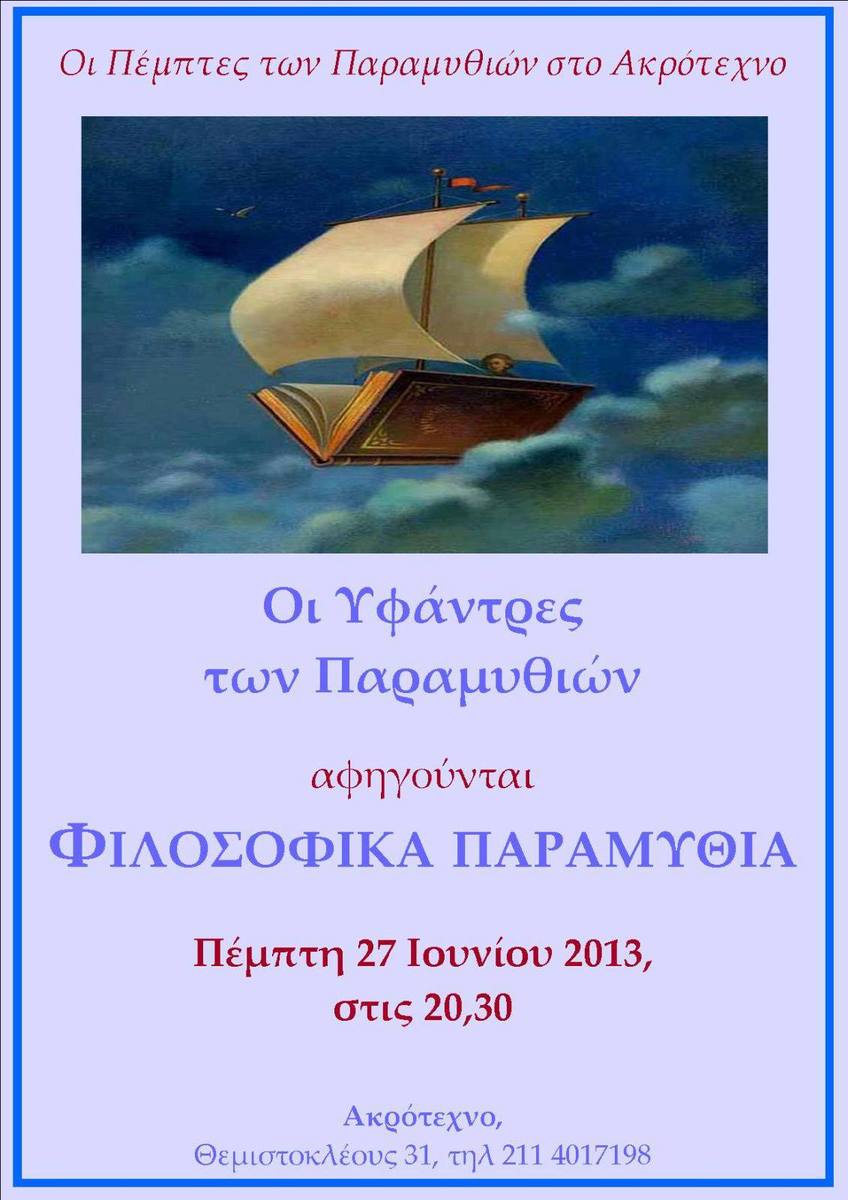 Οι Πέμπτες των Παραμυθιών στο Ακρότεχνο
Οι Υφάντρες
των Παραμυθιών
αφηγούνται
ΦΙΛΟΣΟΦΙΚΑ ΠΑΡΑΜΥΘΙΑ
Πέμπτη 27 Ιουνίου 2013,
στις 20,30
Ακρότεχνο,
Θεμιστοκλέους 31, τηλ 211 4017198